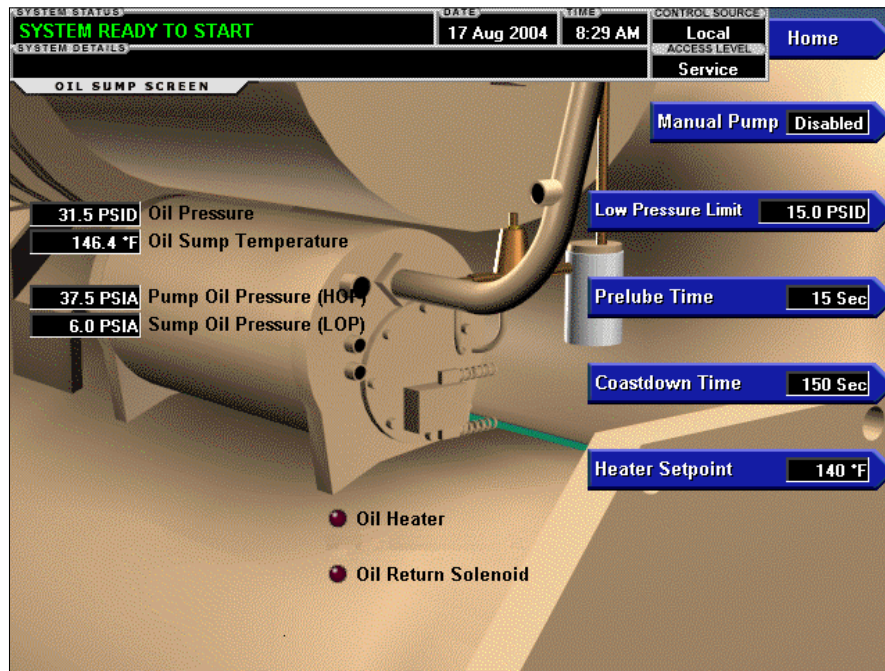 SYSTEM STATUS
SYSTEM READY TO START
SYSTEM DETAILS
DATE
17 Aug 2004
TIME
8:29 AM
CONTROL SOURCE
Local
ACCESS LEVEL
Service
Home
OIL SUMP SCREEN
Manual Pump Disabled
31.5 PSID Oil Pressure
146.4 °F Oil Sump Temperature
37.5 PSIA Pump Oil Pressure (HOP)
6.0 PSIA Sump Oil Pressure (LOP)
Low Pressure Limit 15.0 PSID
Prelube Time 15 Sec
Coastdown Time 150 Sec
Heater Setpoint 140 °F
Oil Heater
Oil Return Solenoid